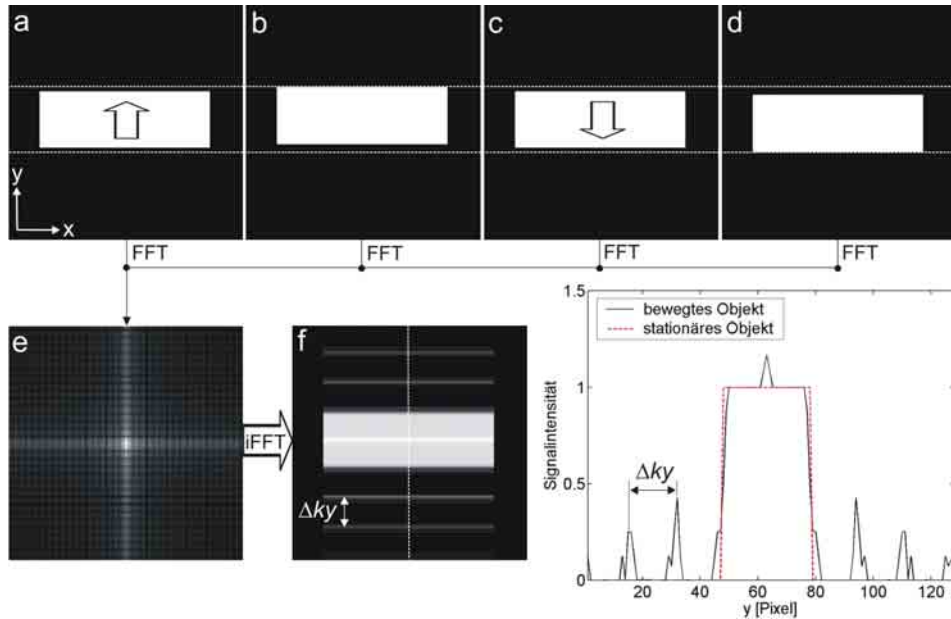 a
b
c
d
y
x
FFT
FFT
FFT
FFT
e
f
iFFT
Δky
1.5
1
0.5
0
Signalintensität
bewegtes Objekt
stationäres Objekt
Δky
20
40
60
80
100
120
y [Pixel]